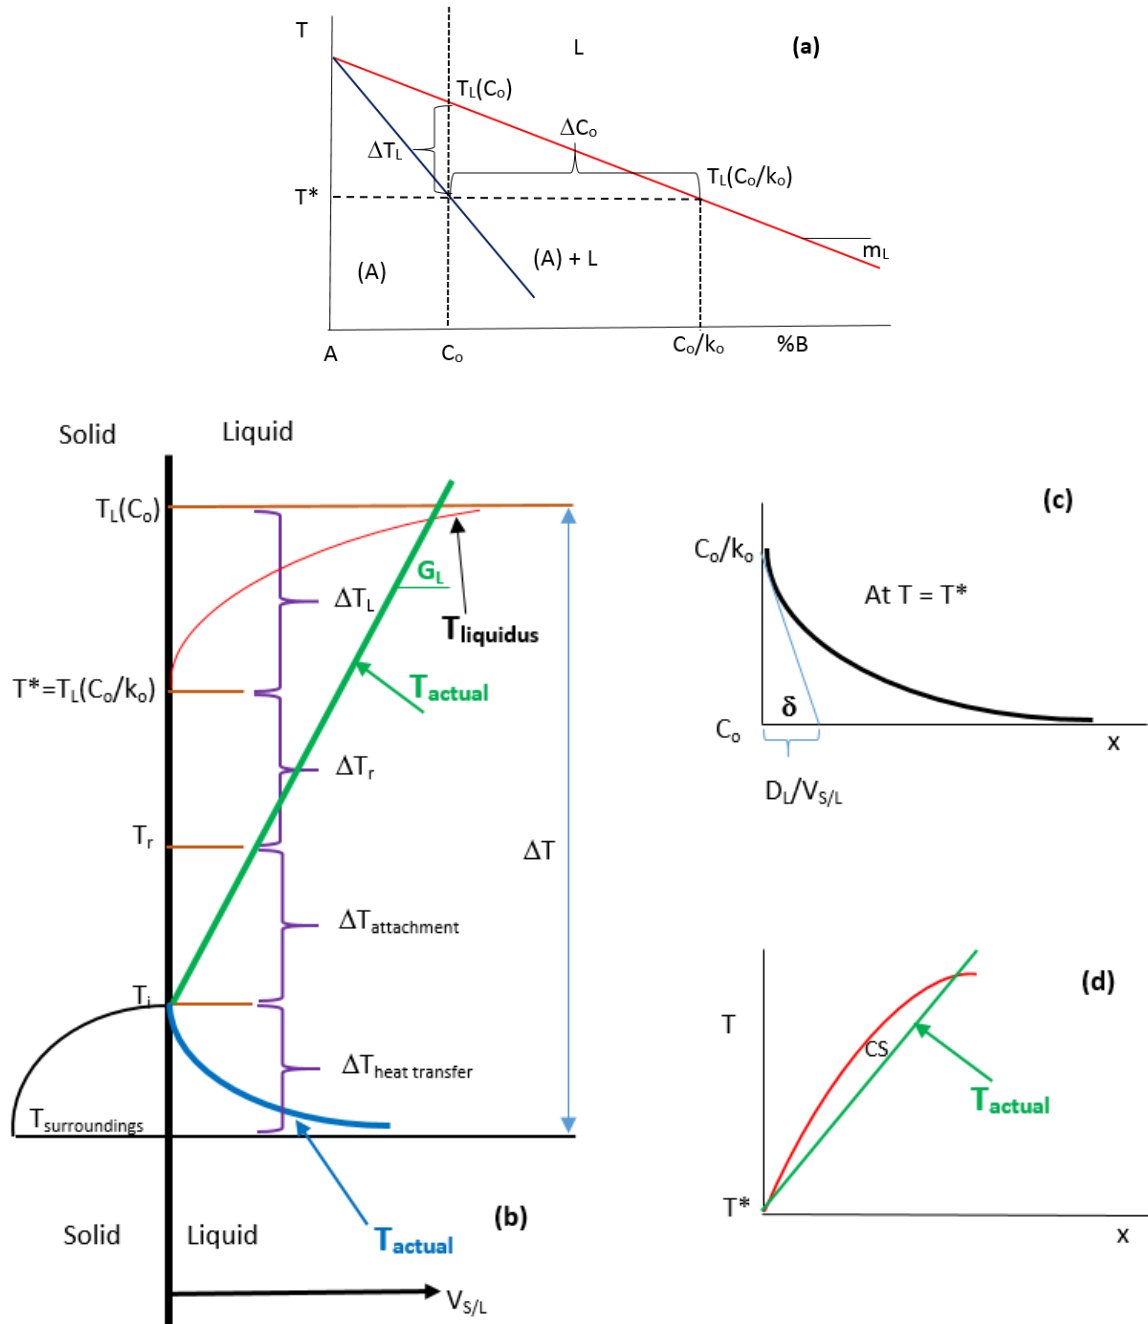 T
L
(a)
T_L(C_o)
ΔC_o
ΔT_L
T_L(C_o/k_o)
T*
m_L
(A)
(A) + L
A
C_o
C_o/k_o
%B
Solid
Liquid
T_L(C_o)
G_L
ΔT_L
T_liquidus
T*=T_L(C_o/k_o)
T_actual
ΔT_r
T_r
ΔT
ΔT_attachment
T_i
ΔT_heat transfer
T_surroundings
(b)
Solid
Liquid
T_actual
V_S/L
(c)
C_o/k_o
At T = T*
δ
C_o
x
D_L/V_S/L
(d)
T
CS
T_actual
T*
x